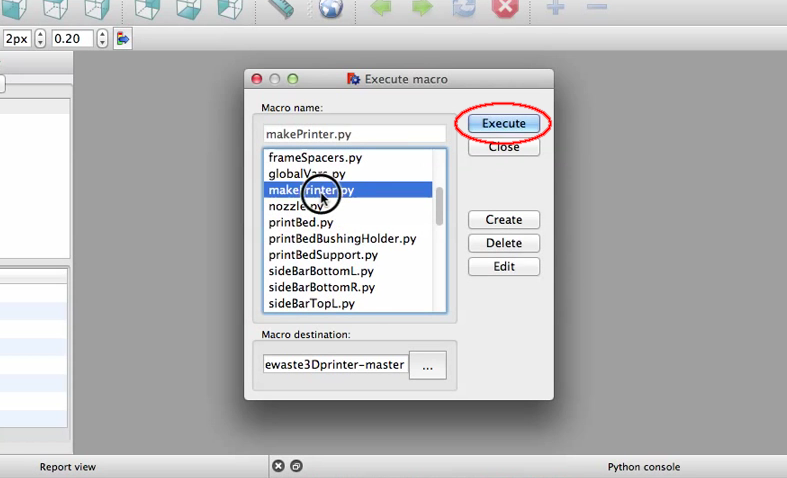 2px
0.20
Execute macro
Macro name:
makePrinter.py
Execute
Close
frameSpacers.py
globalVars.py
makePrinter.py
nozzle.py
printBed.py
printBedBushingHolder.py
printBedSupport.py
sideBarBottomL.py
sideBarBottomR.py
sideBarTopL.py
Create
Delete
Edit
Macro destination:
ewaste3Dprinter-master
...
Report view
Python console